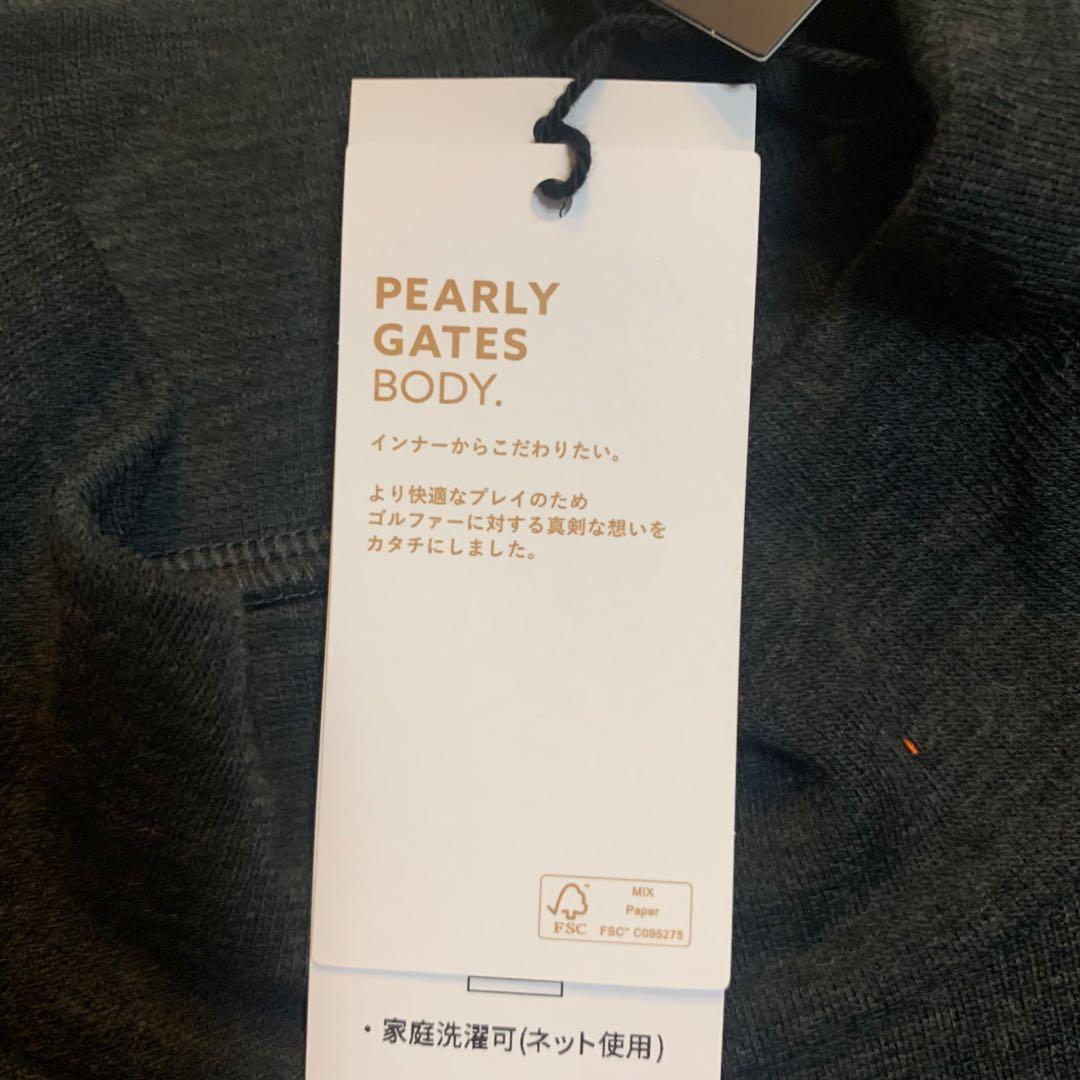 PEARLY
GATES
BODY.
インナーからこだわりたい。
より快適なプレイのため
ゴルファーに対する真剣な想いを
カタチにしました。
MIX
Paper
FSC™ C095275
FSC
・家庭洗濯可(ネット使用)